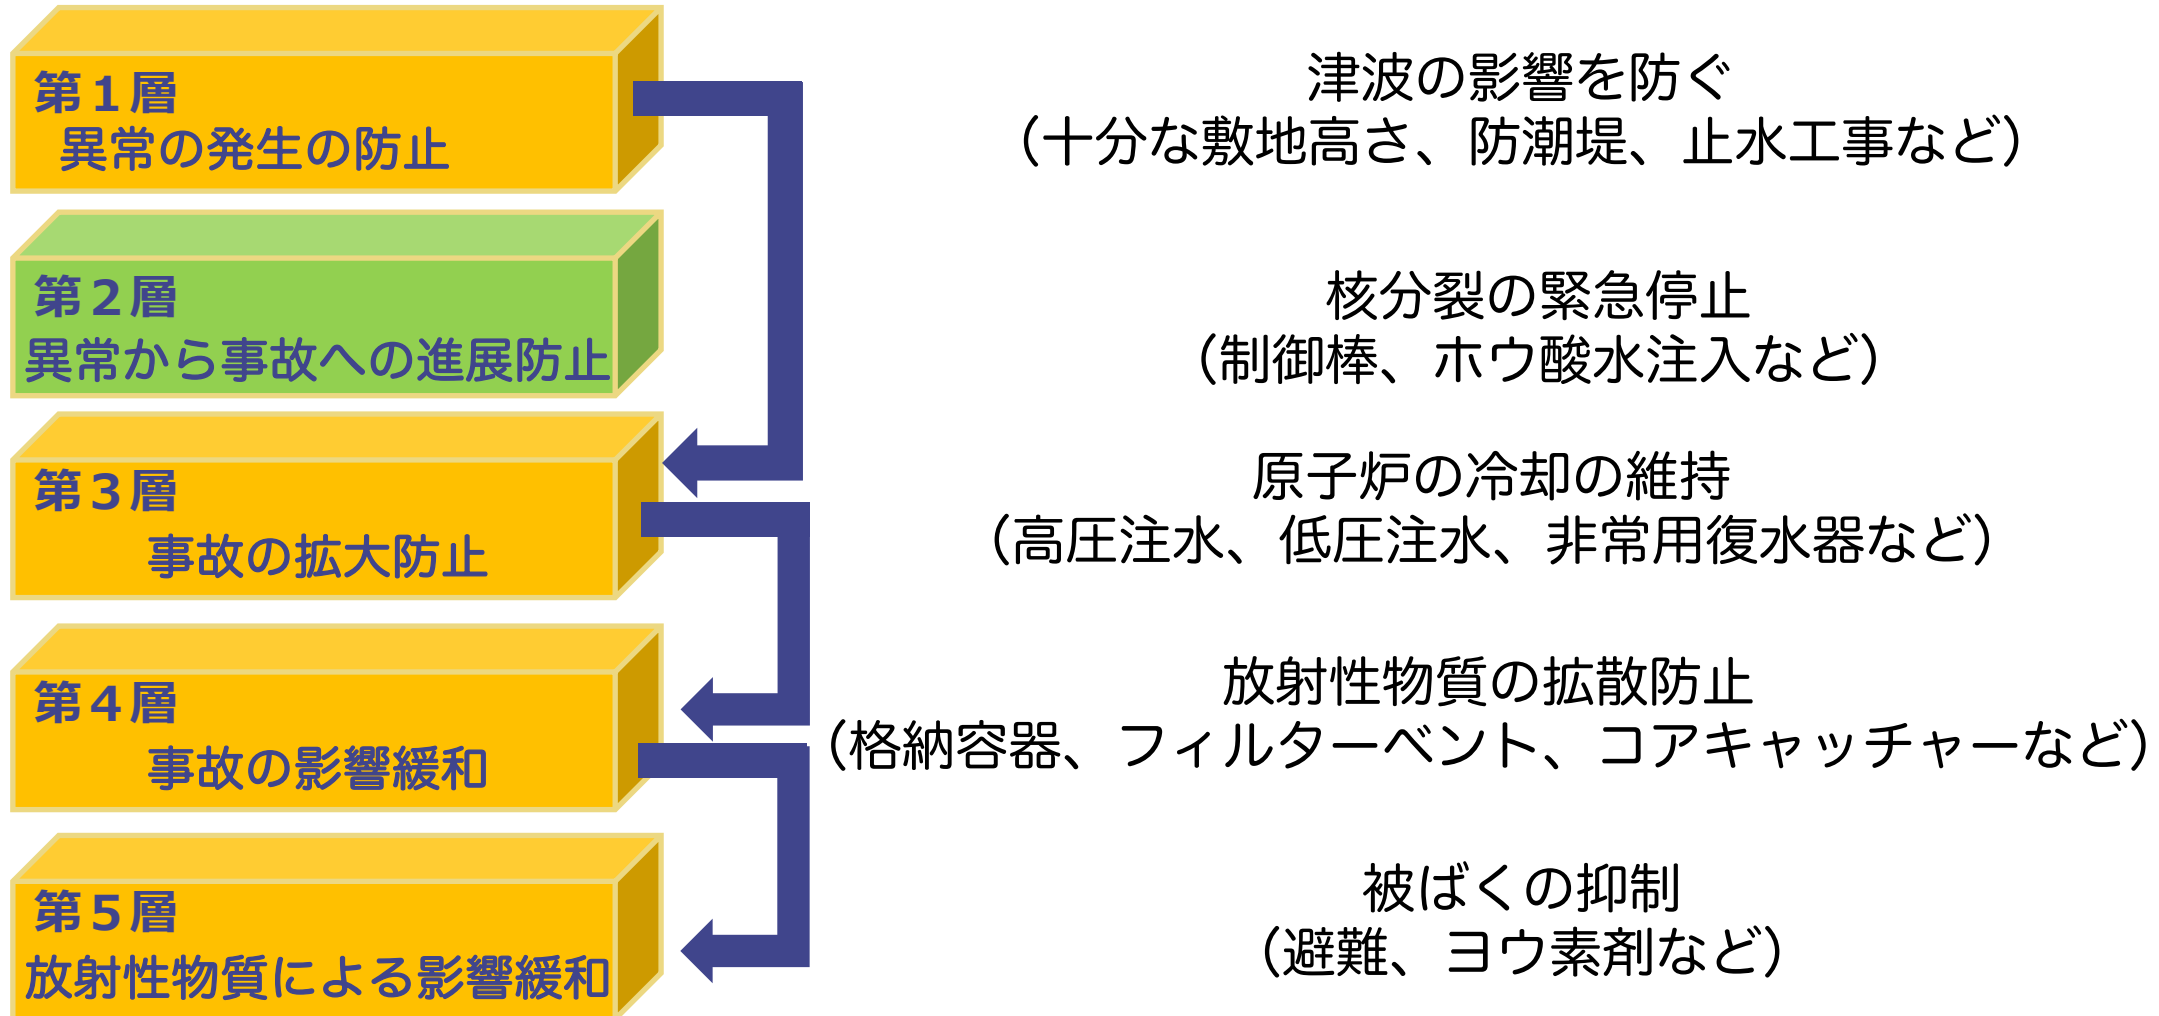 第１層
異常の発生の防止
津波の影響を防ぐ
（十分な敷地高さ、防潮堤、止水工事など）
第２層
異常から事故への進展防止
核分裂の緊急停止
（制御棒、ホウ酸水注入など）
第３層
事故の拡大防止
原子炉の冷却の維持
（高圧注水、低圧注水、非常用復水器など）
第４層
事故の影響緩和
放射性物質の拡散防止
（格納容器、フィルターベント、コアキャッチャーなど）
第５層
放射性物質による影響緩和
被ばくの抑制
（避難、ヨウ素剤など）